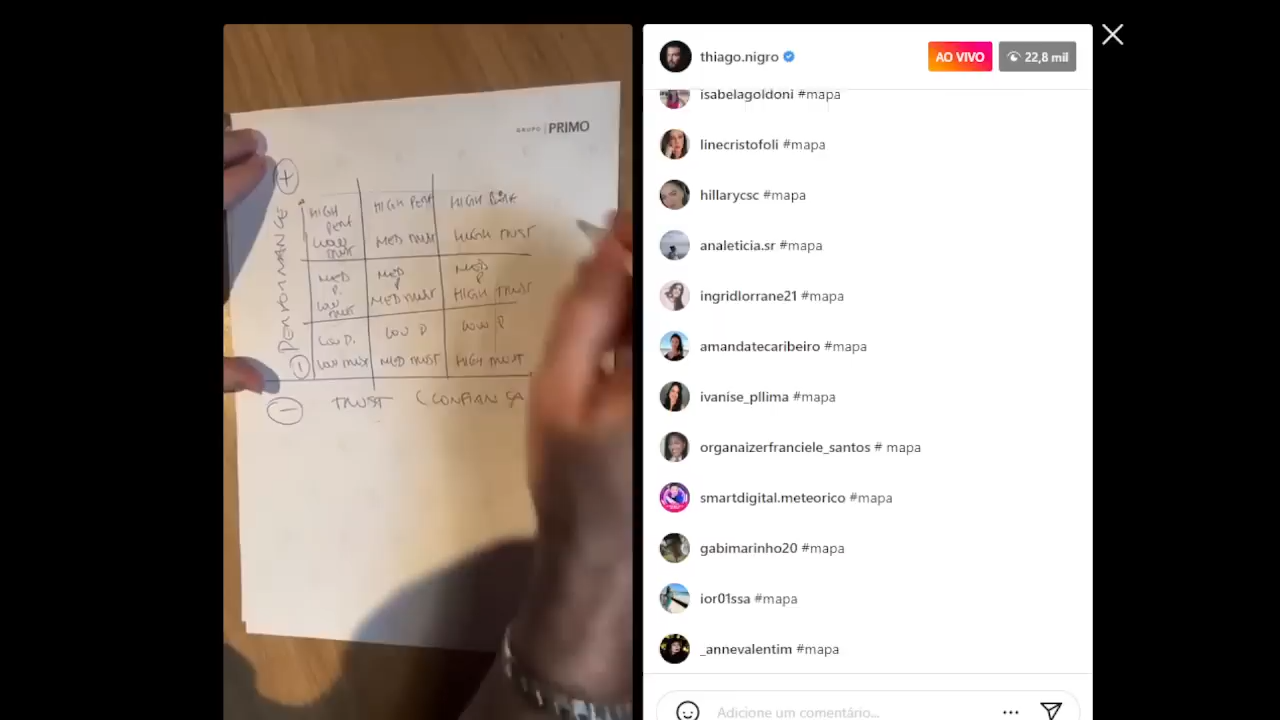 GRUPO PRIMO
+
PERFORMANCE
HIGH
PERF
LOW
TRUST
HIGH PERF
MED TRUST
HIGH PERF
HIGH TRUST
MED
P.
LOW
TRUST
MED
P
MED TRUST
MED
P
HIGH TRUST
LOW P.
LOW TRUST
LOW P
MED TRUST
LOW P
HIGH TRUST
-
-
TRUST (CONFIANÇA
thiago.nigro
AO VIVO
22,8 mil
isabelagoldoni #mapa
linecristofoli #mapa
hillarycsc #mapa
analeticia.sr #mapa
ingridlorrane21 #mapa
amandatecaribeiro #mapa
ivanise_pllima #mapa
organaizerfranciele_santos # mapa
smartdigital.meteorico #mapa
gabimarinho20 #mapa
ior01ssa #mapa
_annevalentim #mapa
Adicione um comentário...